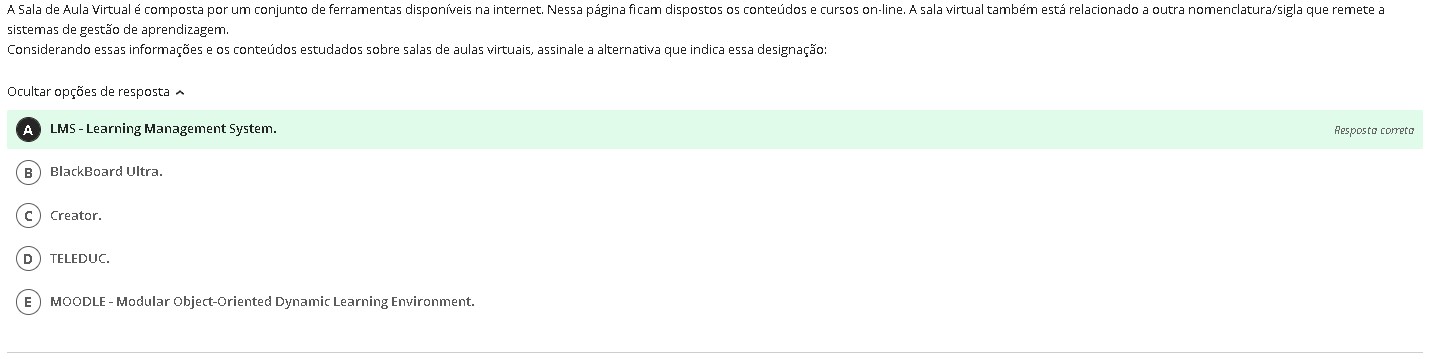 A Sala de Aula Virtual é composta por um conjunto de ferramentas disponíveis na internet. Nessa página ficam dispostos os conteúdos e cursos on-line. A sala virtual também está relacionado a outra nomenclatura/sigla que remete a
sistemas de gestão de aprendizagem.
Considerando essas informações e os conteúdos estudados sobre salas de aulas virtuais, assinale a alternativa que indica essa designação:
Ocultar opções de resposta
A LMS - Learning Management System. Resposta correta
B BlackBoard Ultra.
C Creator.
D TELEDUC.
E MOODLE - Modular Object-Oriented Dynamic Learning Environment.